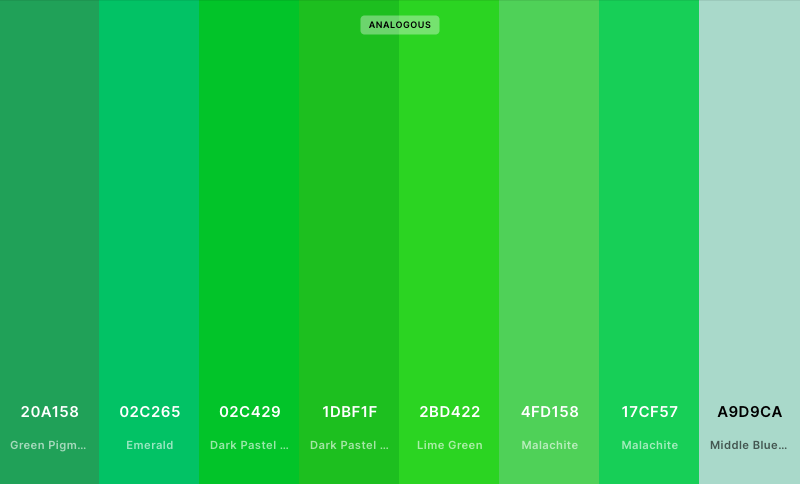 ANALOGOUS
20A158 02C265 02C429 1DBF1F 2BD422 4FD158 17CF57 A9D9CA
Green Pigm... Emerald Dark Pastel ... Dark Pastel ... Lime Green Malachite Malachite Middle Blue...